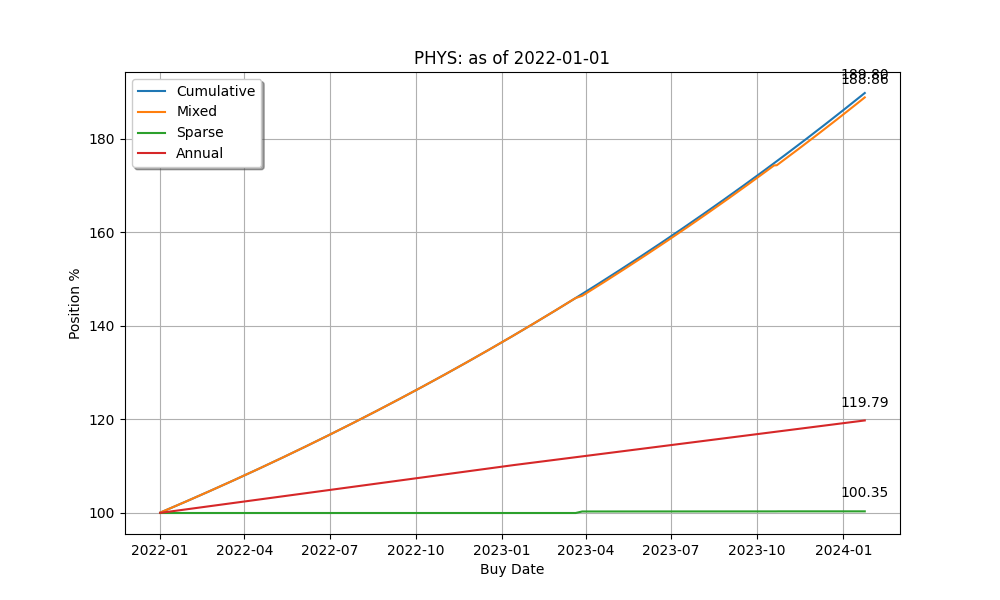 PHYS: as of 2022-01-01
Cumulative
Mixed
Sparse
Annual
189.80
188.86
119.79
100.35
Position %
180
160
140
120
100
2022-01 2022-04 2022-07 2022-10 2023-01 2023-04 2023-07 2023-10 2024-01
Buy Date